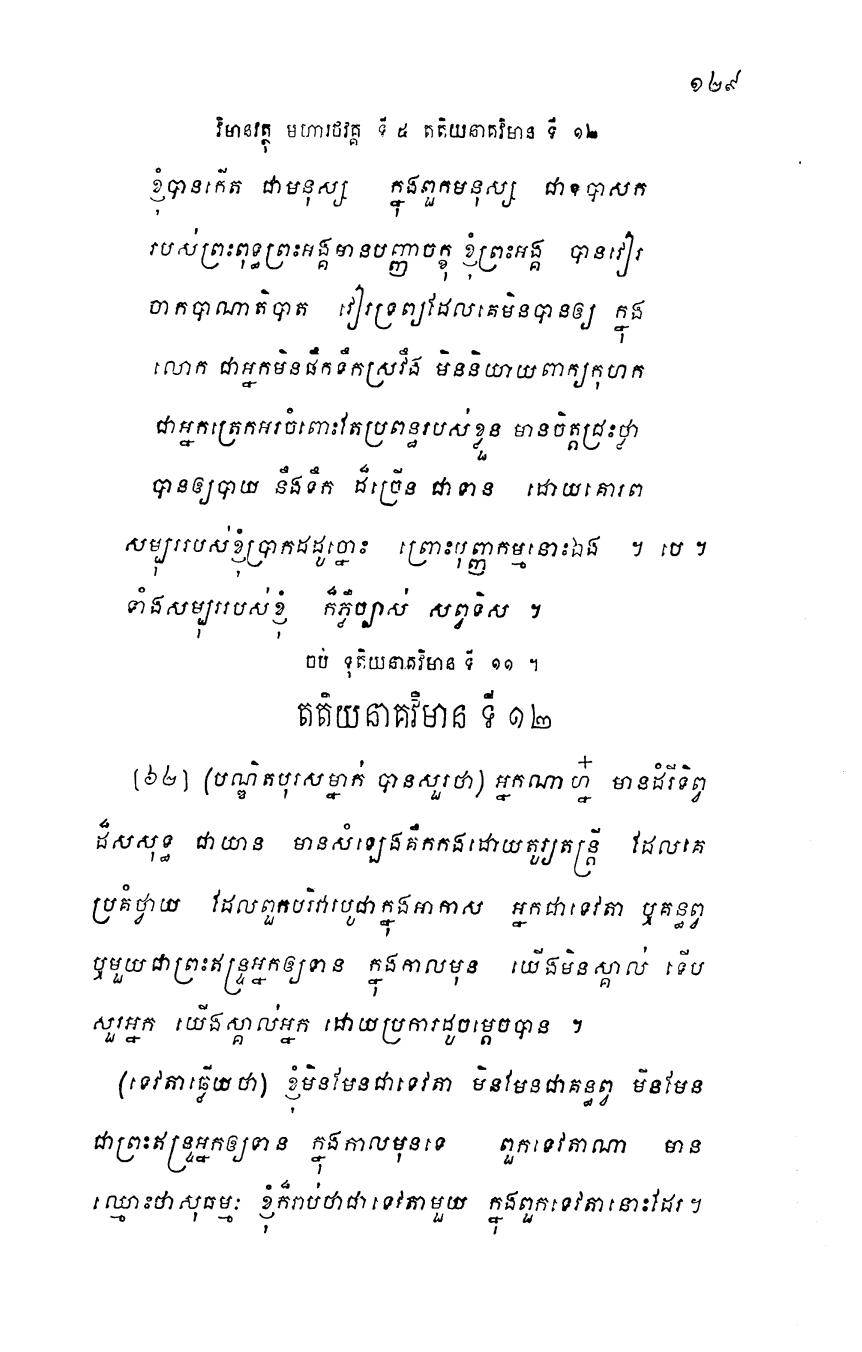 ១២៩
វិមានវត្ថុ មហារថវគ្គ ទី ៥ តតិយនាគវិមាន ទី ១២
ខ្ញុំបានកើត ជាមនុស្ស ក្នុងពួកមនុស្ស ជាឧបាសក
របស់ព្រះពុទ្ធព្រះអង្គមានបញ្ញាចក្ខុ ខ្ញុំព្រះអង្គ បានវៀរ
ចាកបាណាតិបាត វៀរទ្រព្យដែលគេមិនបានឲ្យ ក្នុង
លោក ជាអ្នកមិនផឹកទឹកស្រវឹង មិននិយាយពាក្យកុហក
ជាអ្នកត្រេកអរចំពោះតែប្រពន្ធរបស់ខ្លួន មានចិត្តជ្រះថ្លា
បានឲ្យបាយ នឹងទឹក ដ៏ច្រើន ជាទាន ដោយគោរព
សម្បុររបស់ខ្ញុំប្រាកដដូច្នោះ ព្រោះបុញ្ញកម្មនោះឯង ។ បេ ។
ទាំងសម្បុររបស់ខ្ញុំ ក៏ភ្លឺច្បាស់ សព្វទិស ។
ចប់ ទុតិយនាគវិមាន ទី ១១ ។
តតិយនាគវិមាន ទី ១២
[៦២] (បណ្ឌិតបុរសម្នាក់ បានសួរថា) អ្នកណាហ្ន៎ មានដំរីទិព្វ
ដ៏សសុទ្ធ ជាយាន មានសំឡេងគឹកកងដោយតូរ្យតន្ត្រី ដែលគេ
ប្រគំថ្វាយ ដែលពួកបរិវារបូជាក្នុងអាកាស អ្នកជាទេវតា ឬគន្ធព្វ
ឬមួយជាព្រះឥន្ទ្រអ្នកឲ្យទាន ក្នុងកាលមុន យើងមិនស្គាល់ ទើប
សួរអ្នក យើងស្គាល់អ្នក ដោយប្រការដូចម្តេចបាន ។
(ទេវតាឆ្លើយថា) ខ្ញុំមិនមែនជាទេវតា មិនមែនជាគន្ធព្វ មិនមែន
ជាព្រះឥន្ទ្រអ្នកឲ្យទាន ក្នុងកាលមុនទេ ពួកទេវតាណា មាន
ឈ្មោះថាសុធម្មៈ ខ្ញុំក៏រាប់ថាជាទេវតាមួយ ក្នុងពួកទេវតានោះដែរ ។